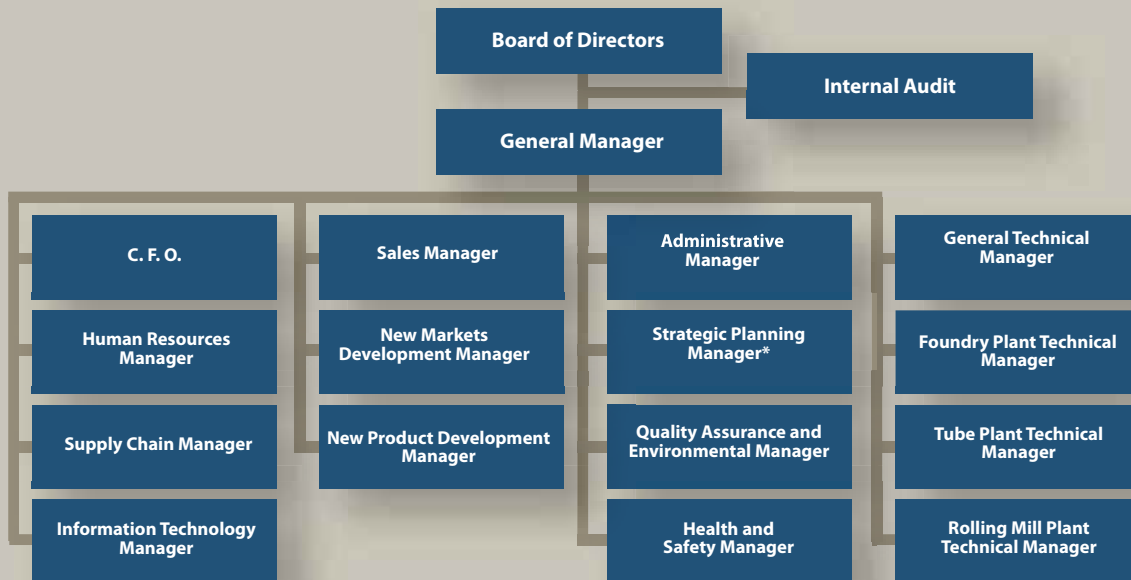 Board of Directors
Internal Audit
General Manager
C. F. O.
Sales Manager
Administrative
Manager
General Technical
Manager
Human Resources
Manager
New Markets
Development Manager
Strategic Planning
Manager*
Foundry Plant Technical
Manager
Supply Chain Manager
New Product Development
Manager
Quality Assurance and
Environmental Manager
Tube Plant Technical
Manager
Information Technology
Manager
Health and
Safety Manager
Rolling Mill Plant
Technical Manager